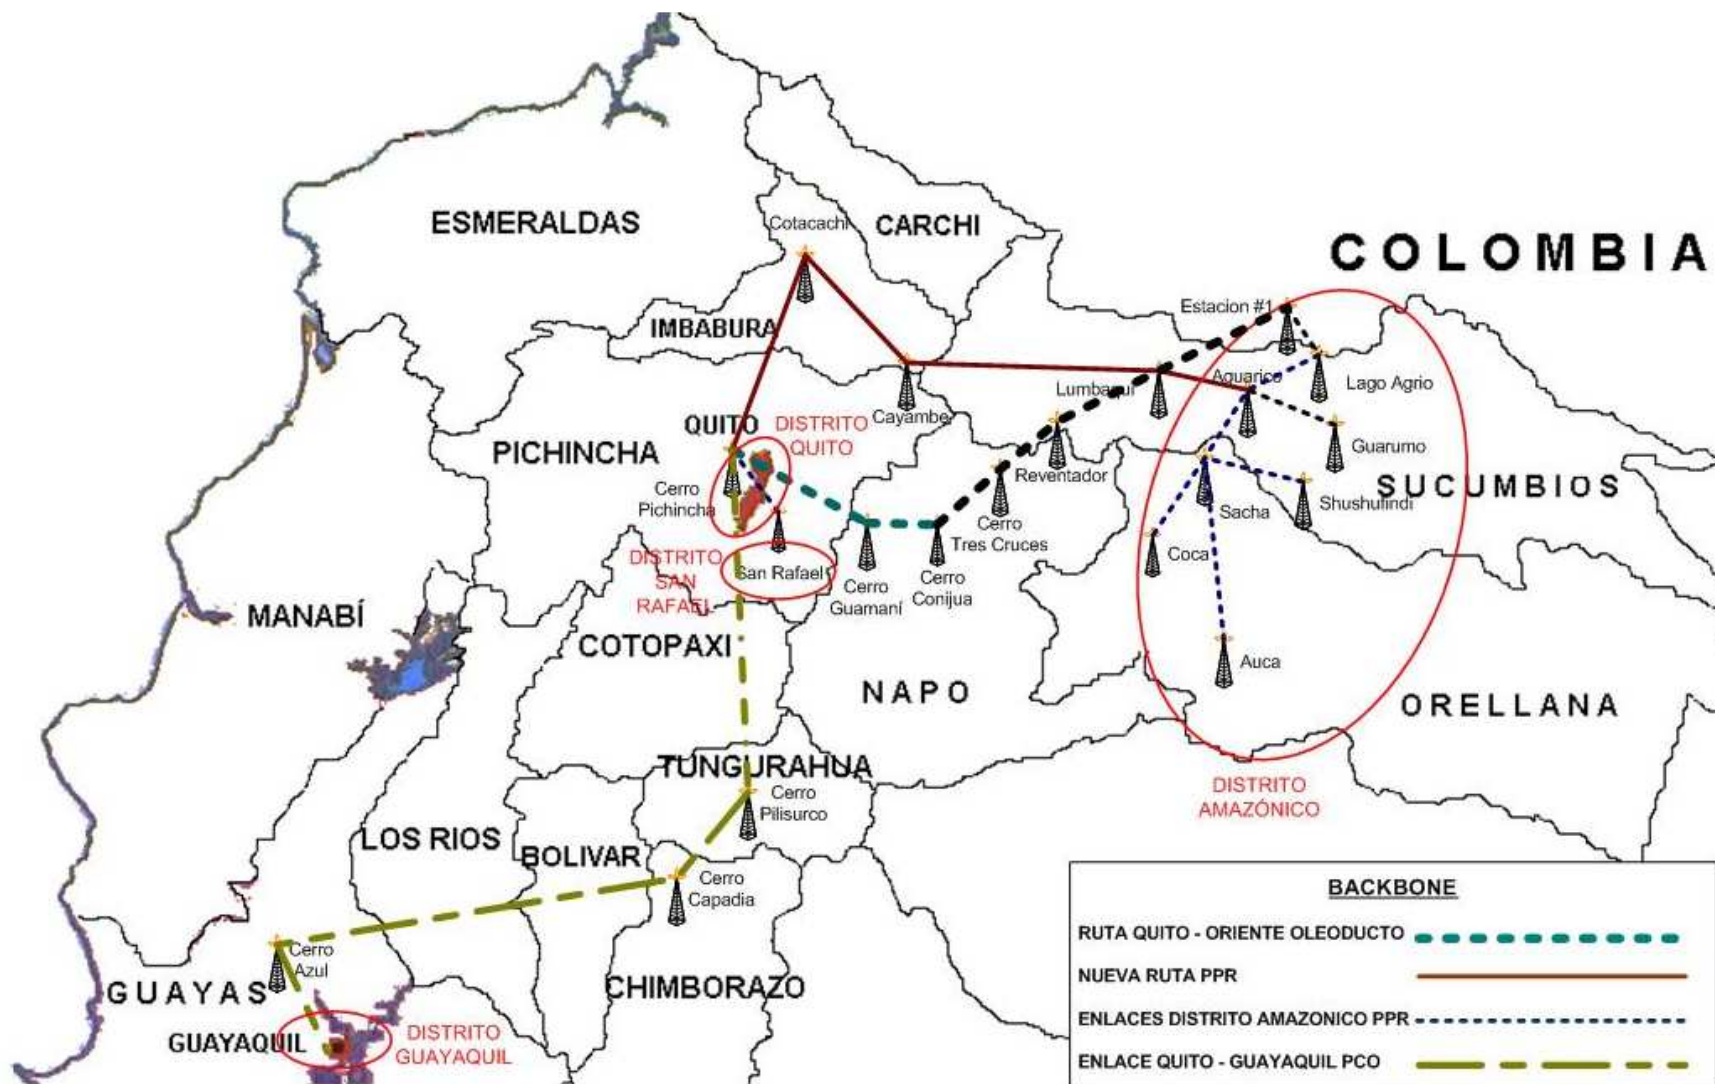 Cotacachi
CARCHI
ESMERALDAS
COLOMBIA
Estacion #1
IMBABURA
Lumbaqui
Aguarico
Lago Agrio
Cayambe
QUITO
DISTRITO
QUITO
PICHINCHA
Guarumo
Reventador
Cerro
Pichincha
SUCUMBIOS
Shushufindi
Sacha
Cerro
Tres Cruces
Coca
DISTRITO
SAN
RAFAEL
San Rafael
Cerro
Guamaní
Cerro
Conijua
MANABÍ
COTOPAXI
Auca
NAPO
ORELLANA
TUNGURAHUA
Cerro
Pilisurco
DISTRITO
AMAZÓNICO
LOS RIOS
BOLIVAR
Cerro
Capadia
Cerro
Azul
GUAYAS
CHIMBORAZO
GUAYAQUIL
DISTRITO
GUAYAQUIL
BACKBONE
RUTA QUITO - ORIENTE OLEODUCTO
NUEVA RUTA PPR
ENLACES DISTRITO AMAZONICO PPR
ENLACE QUITO - GUAYAQUIL PCO